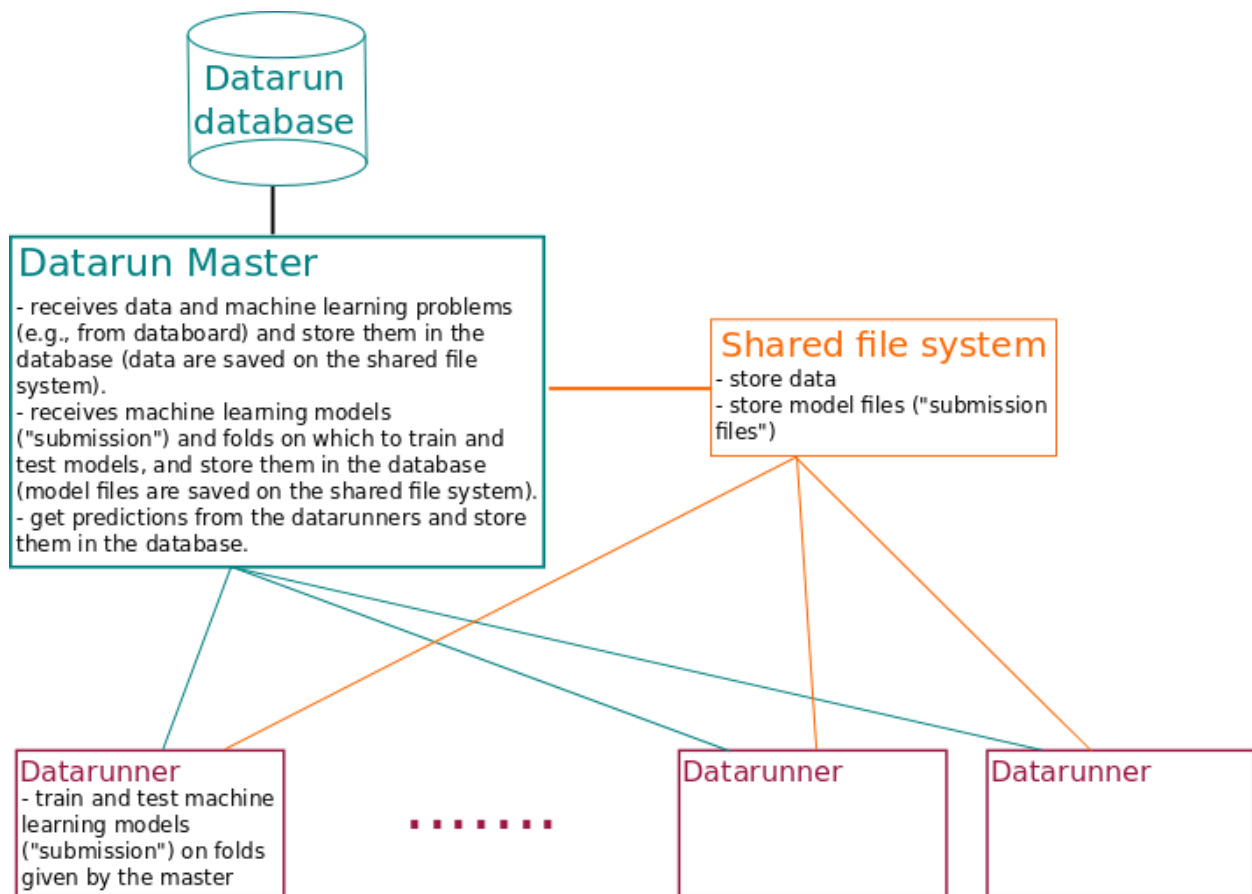 Datarun
database
Datarun Master
- receives data and machine learning problems
(e.g., from databoard) and store them in the
database (data are saved on the shared file
system).
- receives machine learning models
("submission") and folds on which to train and
test models, and store them in the database
(model files are saved on the shared file system).
- get predictions from the datarunners and store
them in the database.
Shared file system
- store data
- store model files ("submission
files")
Datarunner
- train and test machine
learning models
("submission") on folds
given by the master
.......
Datarunner
Datarunner